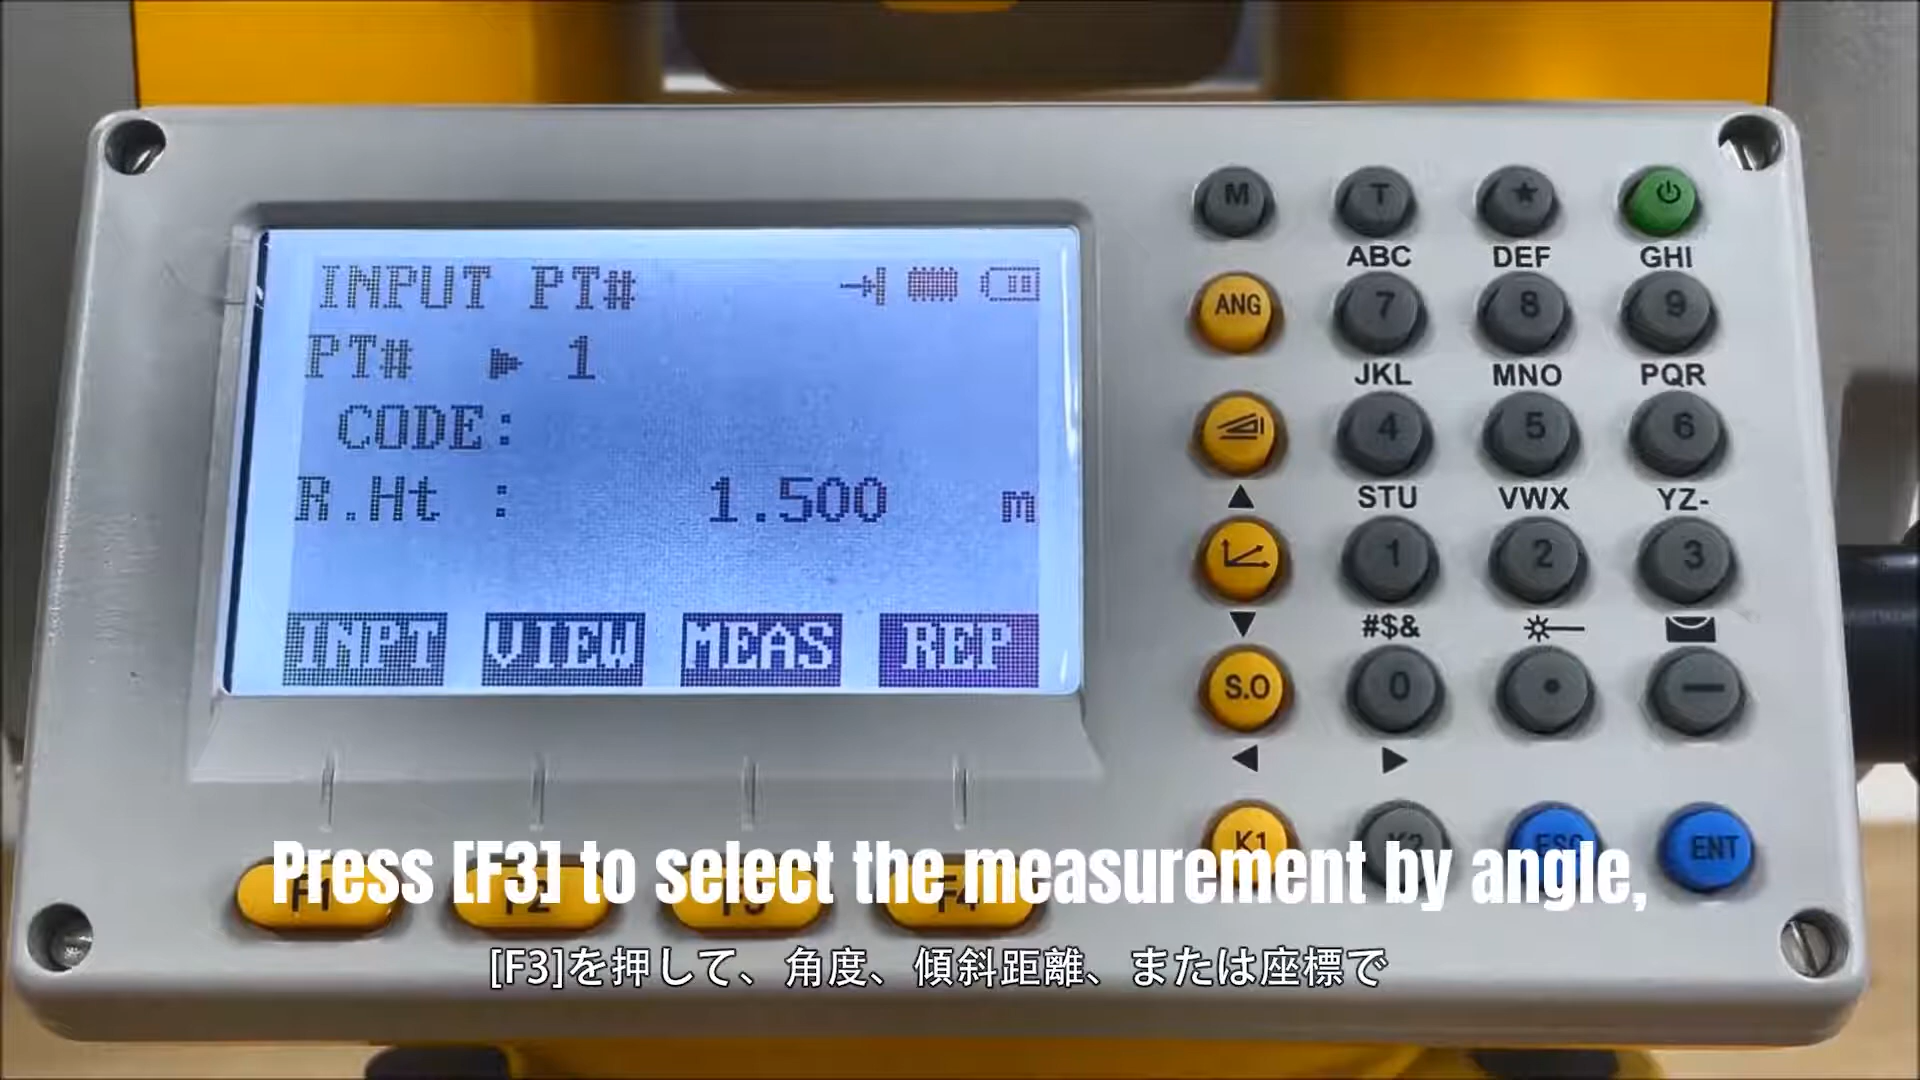 INPUT PT#
PT# ▶ 1
CODE:
R.Ht : 1.500 m
INPT VIEW MEAS REP
M T ★
ABC DEF GHI
ANG 7 8 9
JKL MNO PQR
4 5 6
▲ STU VWX YZ-
1 2 3
▼ #$&
S.O 0 • —
◀ ▶
K1 K2 ESC ENT
F1 F2 F3 F4
Press [F3] to select the measurement by angle,
[F3]を押して、角度、傾斜距離、または座標で